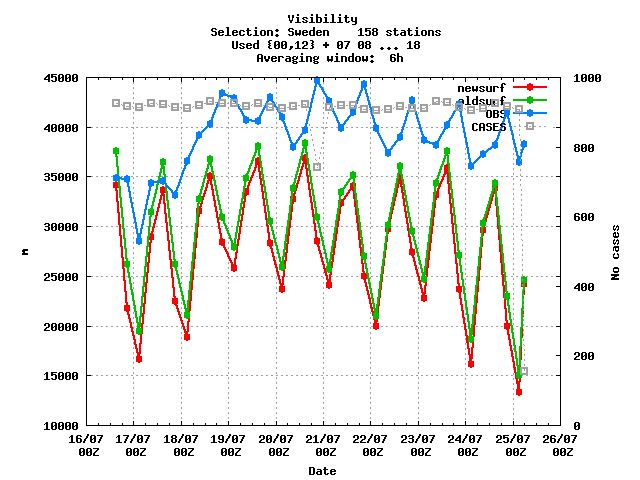 Visibility
Selection: Sweden    158 stations
Used {00,12} + 07 08 ... 18
Averaging window:  6h
45000
40000
35000
30000
25000
20000
15000
10000
m
1000
800
600
400
200
0
No cases
newsurf
oldsurf
OBS
CASES
16/07 17/07 18/07 19/07 20/07 21/07 22/07 23/07 24/07 25/07 26/07
00Z 00Z 00Z 00Z 00Z 00Z 00Z 00Z 00Z 00Z 00Z
Date